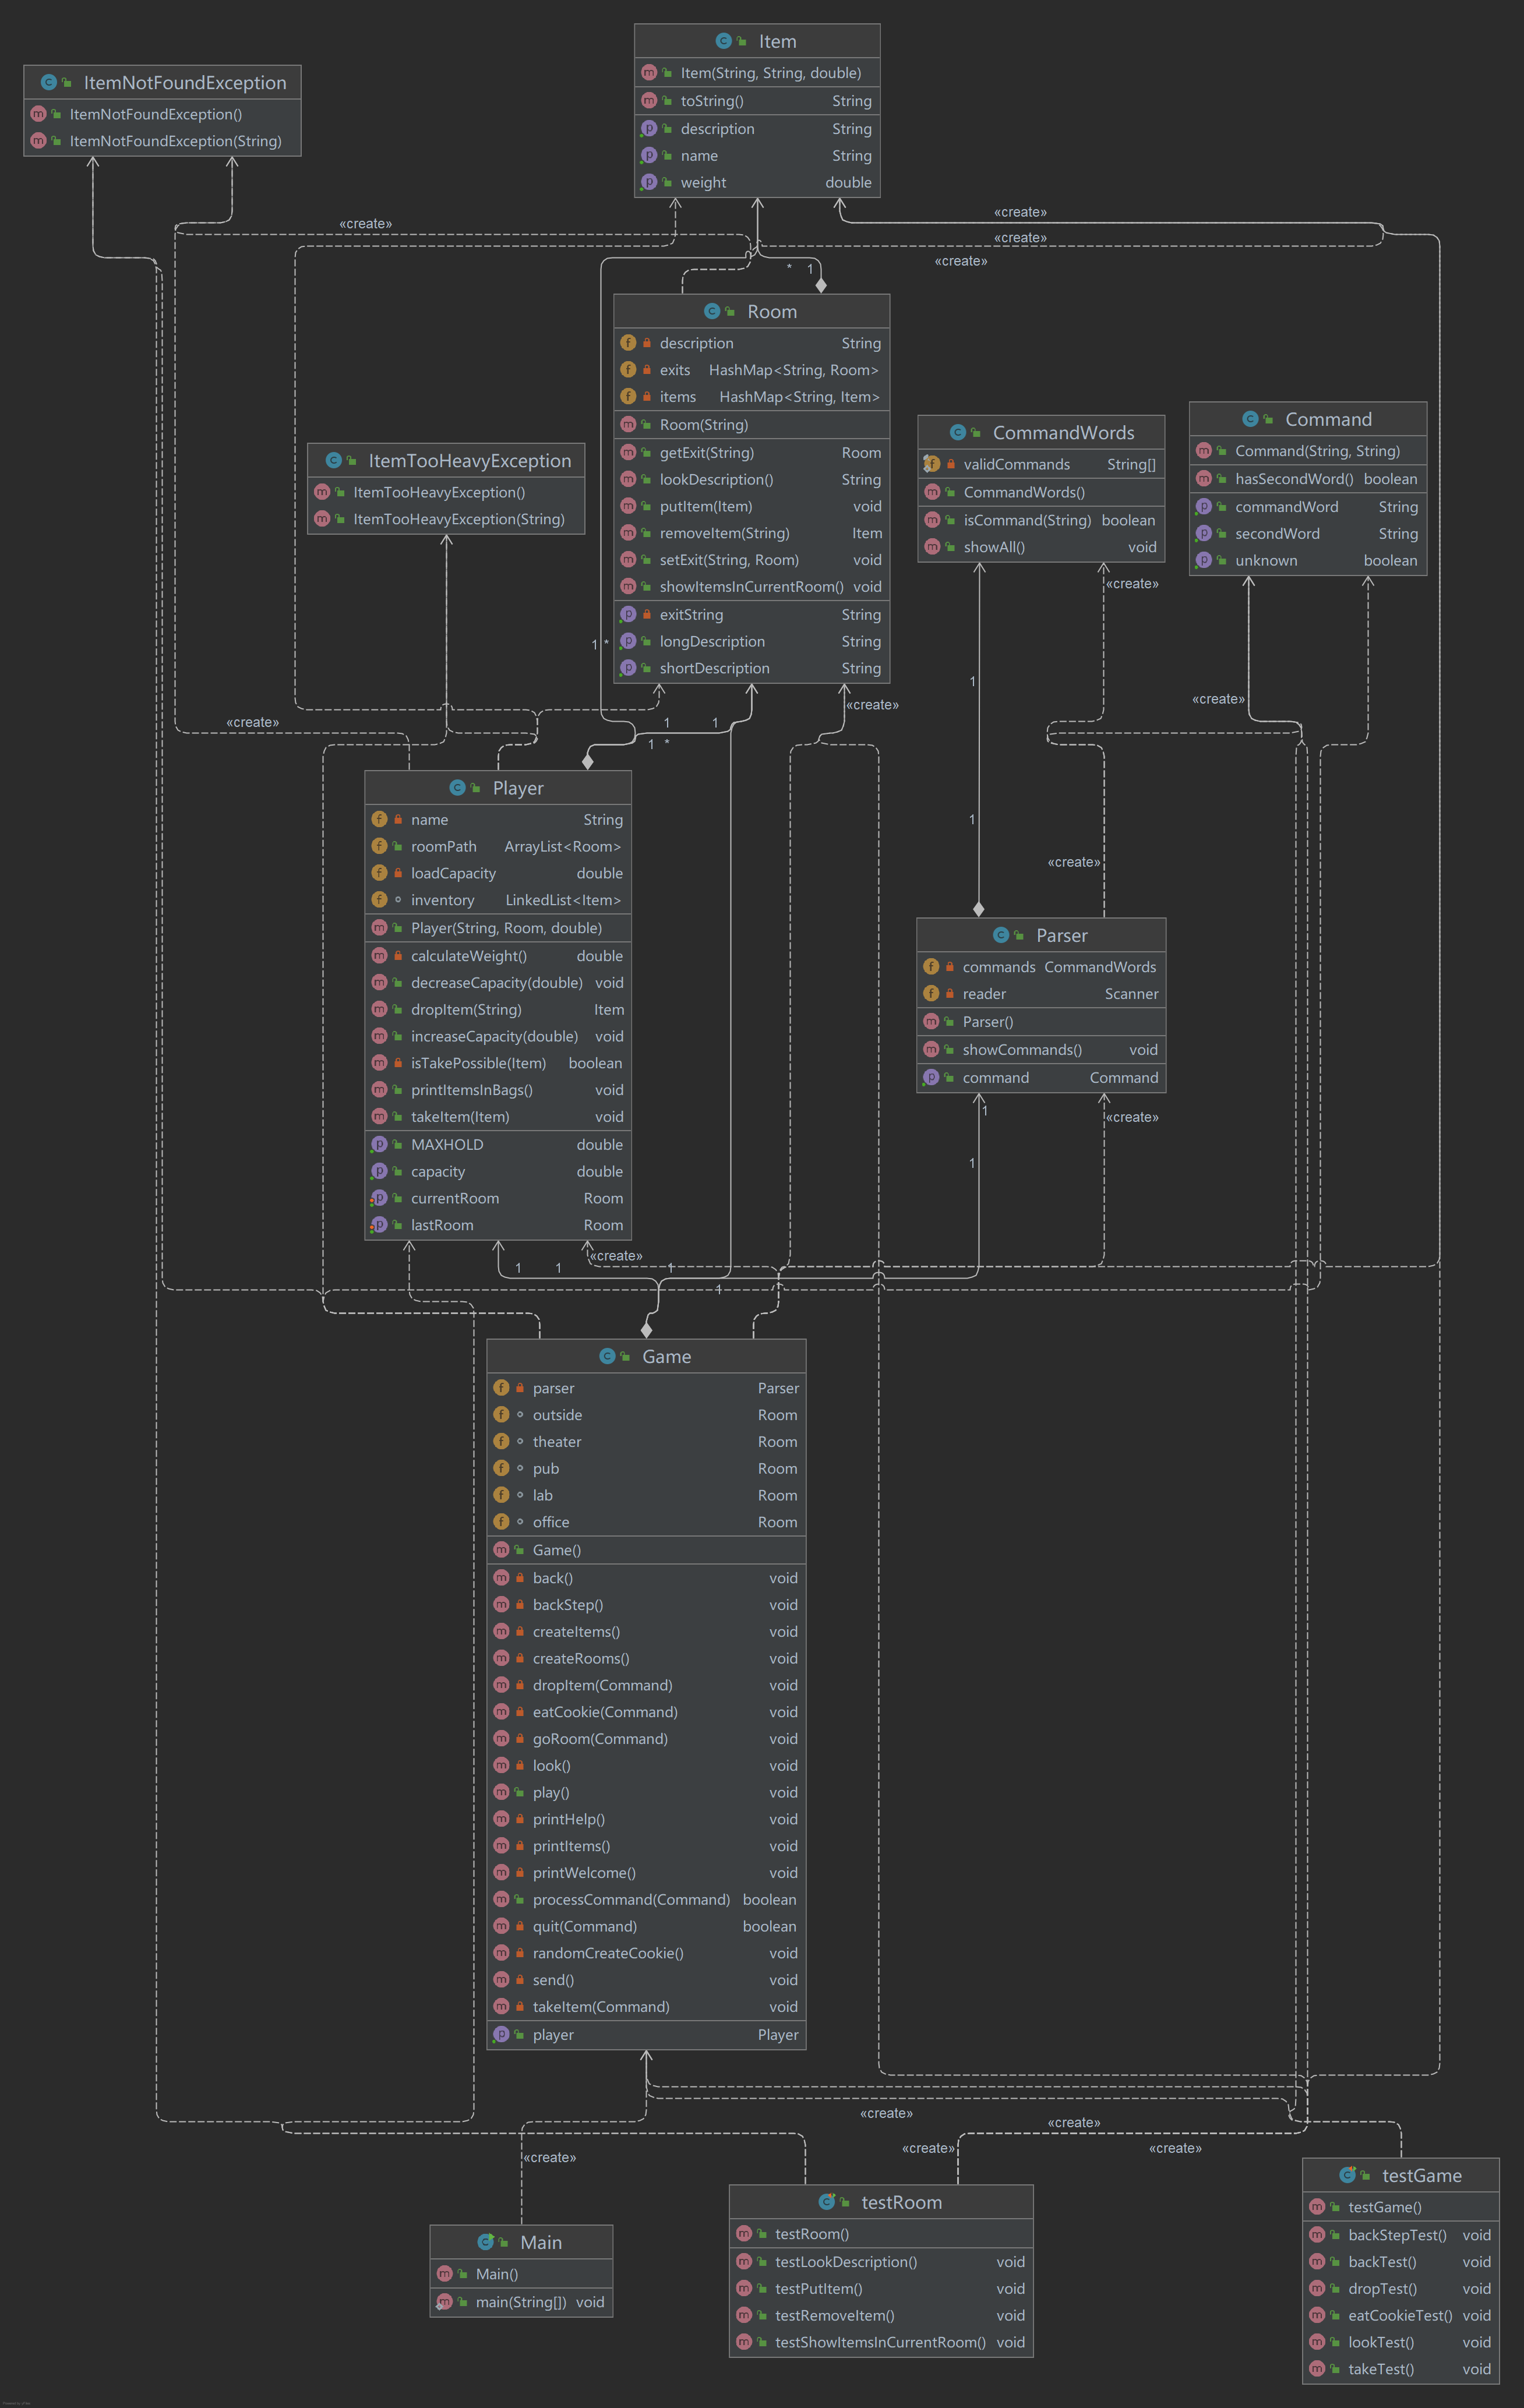 Item
Item(String, String, double)
toString() String
description String
name String
weight double
ItemNotFoundException
ItemNotFoundException()
ItemNotFoundException(String)
«create»
«create»
«create»
«create»
* 1
Room
description String
exits HashMap<String, Room>
items HashMap<String, Item>
Room(String)
getExit(String) Room
lookDescription() String
putItem(Item) void
removeItem(String) Item
setExit(String, Room) void
showItemsInCurrentRoom() void
exitString String
longDescription String
shortDescription String
ItemTooHeavyException
ItemTooHeavyException()
ItemTooHeavyException(String)
CommandWords
validCommands String[]
CommandWords()
isCommand(String) boolean
showAll() void
Command
Command(String, String)
hasSecondWord() boolean
commandWord String
secondWord String
unknown boolean
«create»
1 *
1
«create»
«create»
«create»
1 1
1 *
Player
name String
roomPath ArrayList<Room>
loadCapacity double
inventory LinkedList<Item>
Player(String, Room, double)
calculateWeight() double
decreaseCapacity(double) void
dropItem(String) Item
increaseCapacity(double) void
isTakePossible(Item) boolean
printItemsInBags() void
takeItem(Item) void
MAXHOLD double
capacity double
currentRoom Room
lastRoom Room
1
«create»
Parser
commands CommandWords
reader Scanner
Parser()
showCommands() void
command Command
1
«create»
1
«create»
1 1 1
1
Game
parser Parser
outside Room
theater Room
pub Room
lab Room
office Room
Game()
back() void
backStep() void
createItems() void
createRooms() void
dropItem(Command) void
eatCookie(Command) void
goRoom(Command) void
look() void
play() void
printHelp() void
printItems() void
printWelcome() void
processCommand(Command) boolean
quit(Command) boolean
randomCreateCookie() void
send() void
takeItem(Command) void
player Player
«create»
«create»
«create»
«create»
«create»
Main
Main()
main(String[]) void
testRoom
testRoom()
testLookDescription() void
testPutItem() void
testRemoveItem() void
testShowItemsInCurrentRoom() void
testGame
testGame()
backStepTest() void
backTest() void
dropTest() void
eatCookieTest() void
lookTest() void
takeTest() void